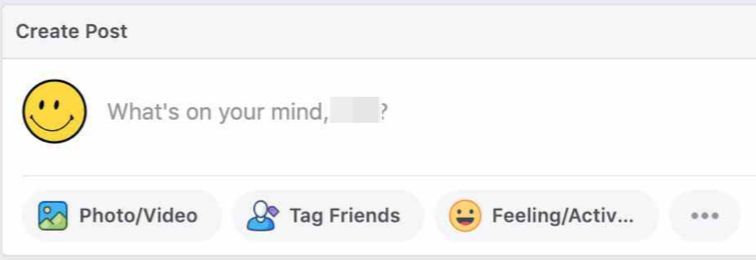 Create Post
What's on your mind, ?
Photo/Video Tag Friends Feeling/Activ...